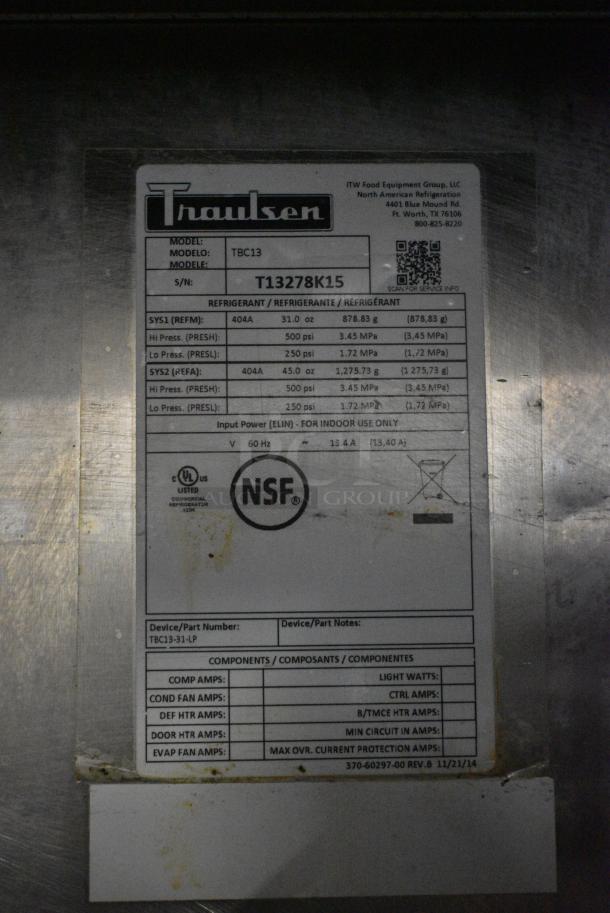 Traulsen
ITW Food Equipment Group, LLC
North American Refrigeration
4401 Blue Mound Rd.
Ft. Worth, TX 76106
800-825-8220
MODEL:
MODELO: TBC13
MODELE:
S/N: T13278K15
SCAN FOR SERVICE INFO
REFRIGERANT / REFRIGERANTE / RÉFRIGÉRANT
SYS1 (REFM): 404A 31.0 oz 878.83 g (878,83 g)
Hi Press. (PRESH): 500 psi 3.45 MPa (3,45 MPa)
Lo Press. (PRESL): 250 psi 1.72 MPa (1,72 MPa)
SYS2 (REFA): 404A 45.0 oz 1,275.73 g (1 275,73 g)
Hi Press. (PRESH): 500 psi 3.45 MPa (3,45 MPa)
Lo Press. (PRESL): 250 psi 1.72 MPa (1,72 MPa)
Input Power (ELIN) - FOR INDOOR USE ONLY
V 60 Hz ~ 13.4 A (13,40 A)
C UL US
LISTED
COMMERCIAL
REFRIGERATOR
NSF®
AUCTION GROUP
Device/Part Number: Device/Part Notes:
TBC13-31-LP
COMPONENTS / COMPOSANTS / COMPONENTES
COMP AMPS: LIGHT WATTS:
COND FAN AMPS: CTRL AMPS:
DEF HTR AMPS: B/TMCE HTR AMPS:
DOOR HTR AMPS: MIN CIRCUIT IN AMPS:
EVAP FAN AMPS: MAX OVR. CURRENT PROTECTION AMPS:
370-60297-00 REV.B 11/21/14